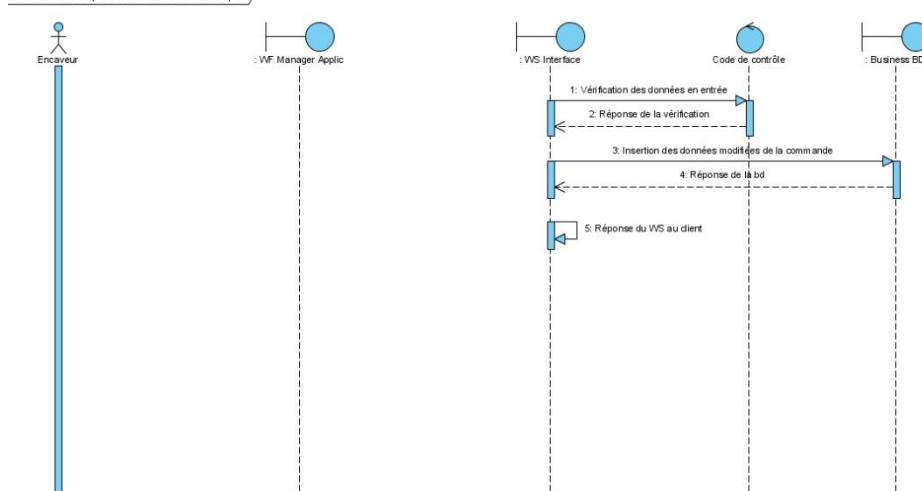 Encaveur
: WF Manager Applic
: WS Interface
Code de contrôle
: Business BD
1: Vérification des données en entrée
2: Réponse de la vérification
3: Insertion des données modifiées de la commande
4: Réponse de la bd
5: Réponse du WS au client